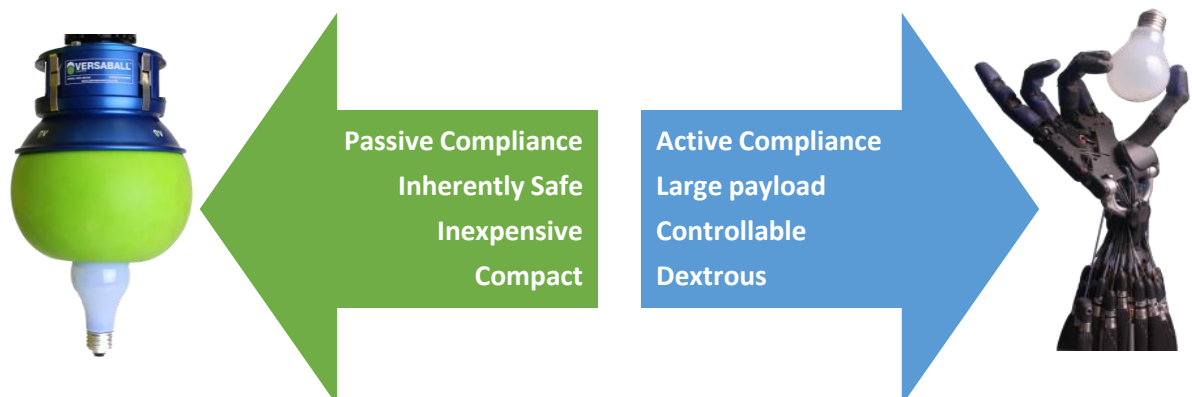 VERSABALL
Passive Compliance
Inherently Safe
Inexpensive
Compact
Active Compliance
Large payload
Controllable
Dextrous